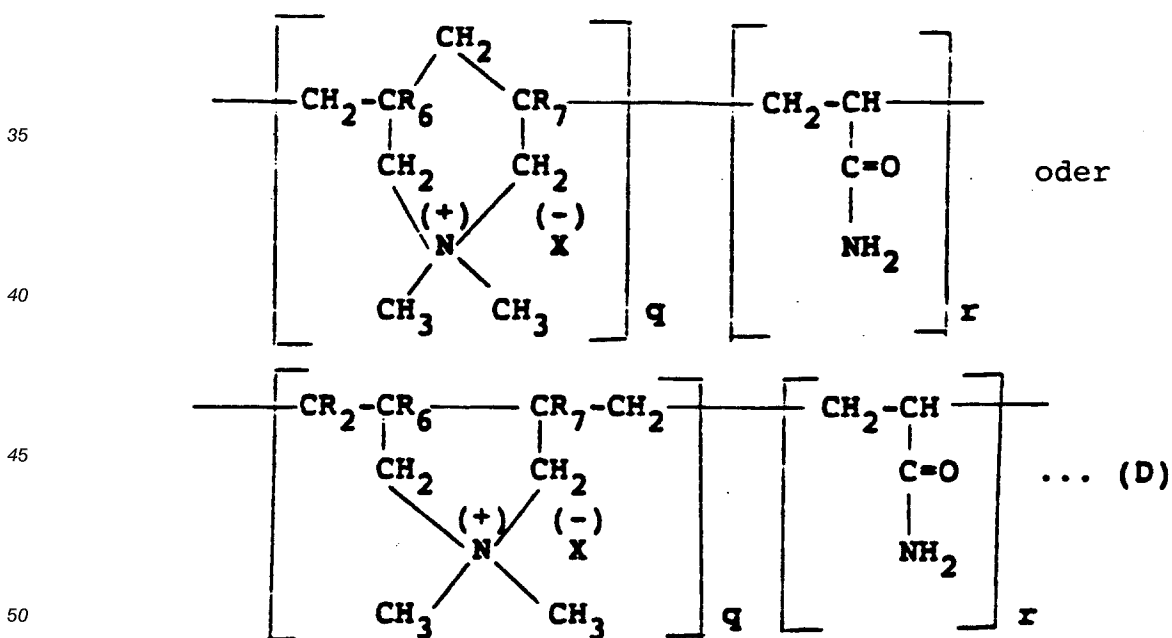 CH₂
CH₂-CR₆ CR₇ CH₂-CH
35
CH₂ CH₂ C=O oder
(+) (-)
N X NH₂
40
CH₃ CH₃ q r
CR₂-CR₆ CR₇-CH₂ CH₂-CH
45
CH₂ CH₂ C=O ... (D)
(+) (-)
N X NH₂
50
CH₃ CH₃ q r